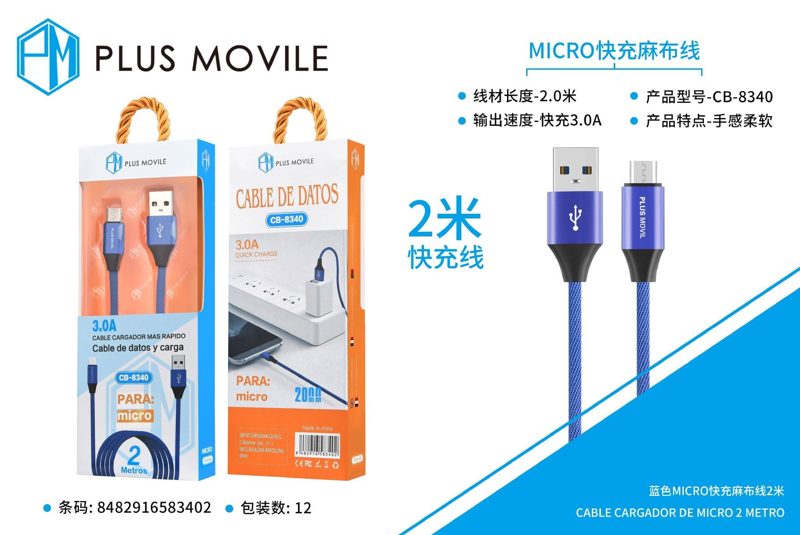 PLUS MOVILE
MICRO快充麻布线
线材长度-2.0米
产品型号-CB-8340
输出速度-快充3.0A
产品特点-手感柔软
2米
快充线
PLUS MOVIL
PLUS MOVILE
3.0A
CABLE CARGADOR MAS RAPIDO
Cable de datos y carga
CB-8340
PARA:
micro
2
Metros
MICRO
PLUS MOVILE
CABLE DE DATOS
CB-8340
3.0A
QUICK CHARGE
PARA:
micro
2000
Made in china
8482916583402
条码: 8482916583402
包装数: 12
蓝色MICRO快充麻布线2米
CABLE CARGADOR DE MICRO 2 METRO